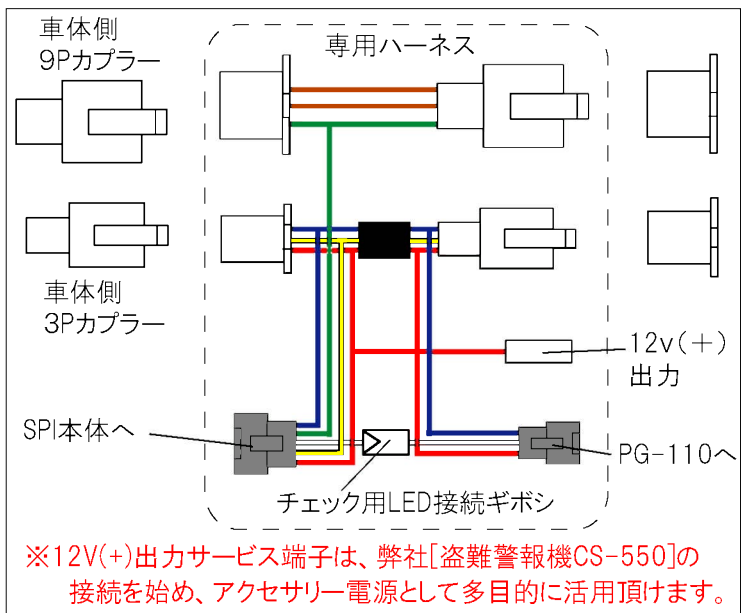 車体側
9Pカプラー
専用ハーネス
車体側
3Pカプラー
12v(+)
出力
SPI本体へ
PG-110へ
チェック用LED接続ギボシ
※12V(+)出力サービス端子は、弊社[盗難警報機CS-550]の
接続を始め、アクセサリー電源として多目的に活用頂けます。